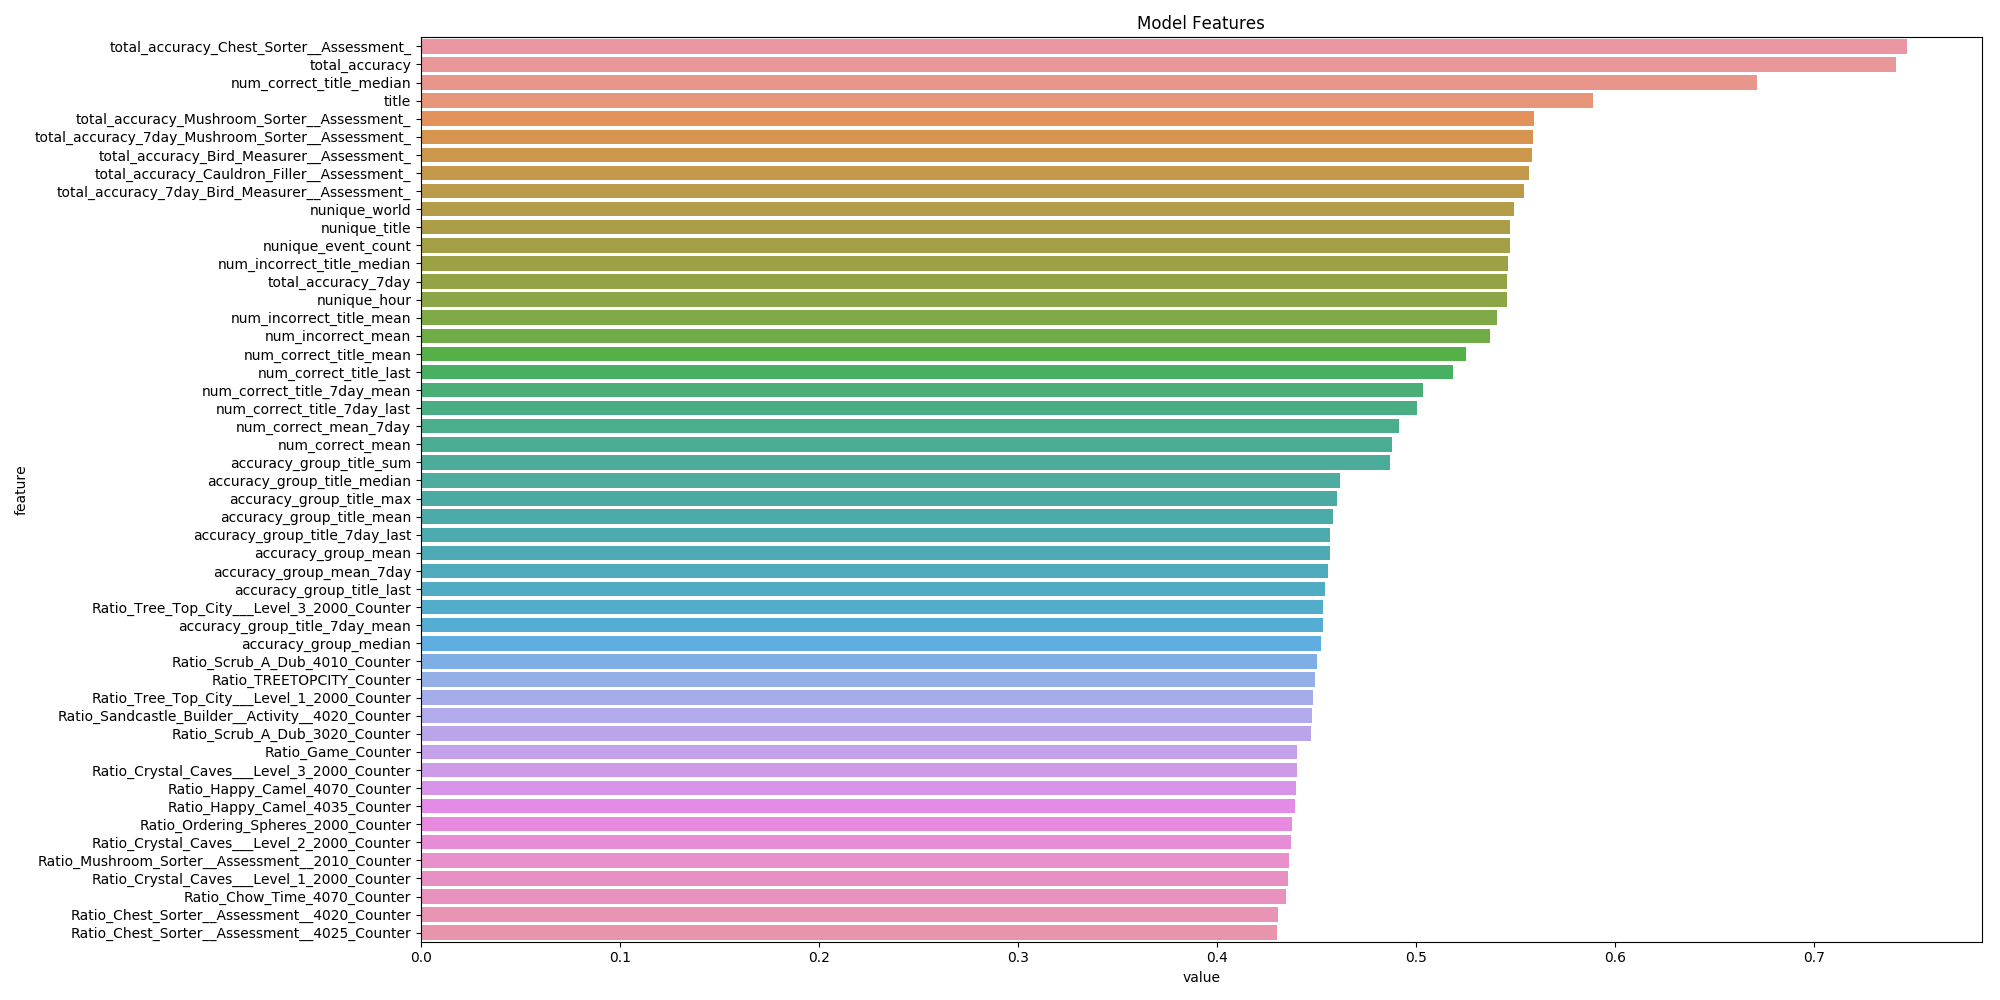 Model Features
total_accuracy_Chest_Sorter__Assessment_
total_accuracy
num_correct_title_median
title
total_accuracy_Mushroom_Sorter__Assessment_
total_accuracy_7day_Mushroom_Sorter__Assessment_
total_accuracy_Bird_Measurer__Assessment_
total_accuracy_Cauldron_Filler__Assessment_
total_accuracy_7day_Bird_Measurer__Assessment_
nunique_world
nunique_title
nunique_event_count
num_incorrect_title_median
total_accuracy_7day
nunique_hour
num_incorrect_title_mean
num_incorrect_mean
num_correct_title_mean
num_correct_title_last
num_correct_title_7day_mean
num_correct_title_7day_last
num_correct_mean_7day
num_correct_mean
accuracy_group_title_sum
accuracy_group_title_median
accuracy_group_title_max
accuracy_group_title_mean
accuracy_group_title_7day_last
accuracy_group_mean
accuracy_group_mean_7day
accuracy_group_title_last
Ratio_Tree_Top_City___Level_3_2000_Counter
accuracy_group_title_7day_mean
accuracy_group_median
Ratio_Scrub_A_Dub_4010_Counter
Ratio_TREETOPCITY_Counter
Ratio_Tree_Top_City___Level_1_2000_Counter
Ratio_Sandcastle_Builder__Activity__4020_Counter
Ratio_Scrub_A_Dub_3020_Counter
Ratio_Game_Counter
Ratio_Crystal_Caves___Level_3_2000_Counter
Ratio_Happy_Camel_4070_Counter
Ratio_Happy_Camel_4035_Counter
Ratio_Ordering_Spheres_2000_Counter
Ratio_Crystal_Caves___Level_2_2000_Counter
Ratio_Mushroom_Sorter__Assessment__2010_Counter
Ratio_Crystal_Caves___Level_1_2000_Counter
Ratio_Chow_Time_4070_Counter
Ratio_Chest_Sorter__Assessment__4020_Counter
Ratio_Chest_Sorter__Assessment__4025_Counter
feature
0.0 0.1 0.2 0.3 0.4 0.5 0.6 0.7
value